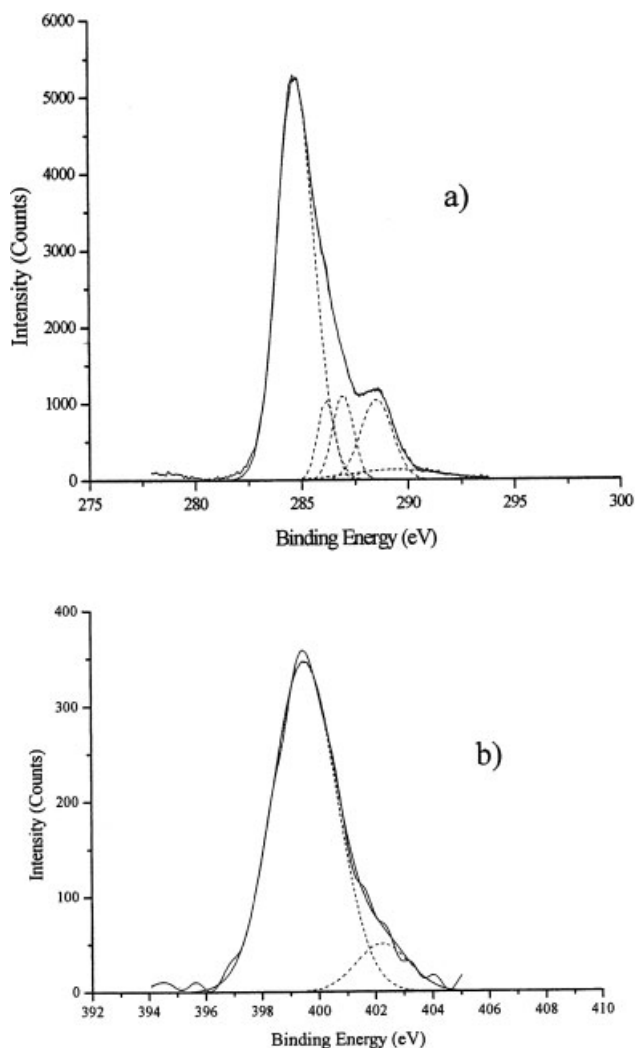 6000
5000
4000
3000
2000
1000
0
Intensity (Counts)
a)
275 280 285 290 295 300
Binding Energy (eV)
400
300
200
100
0
Intensity (Counts)
b)
392 394 396 398 400 402 404 406 408 410
Binding Energy (eV)